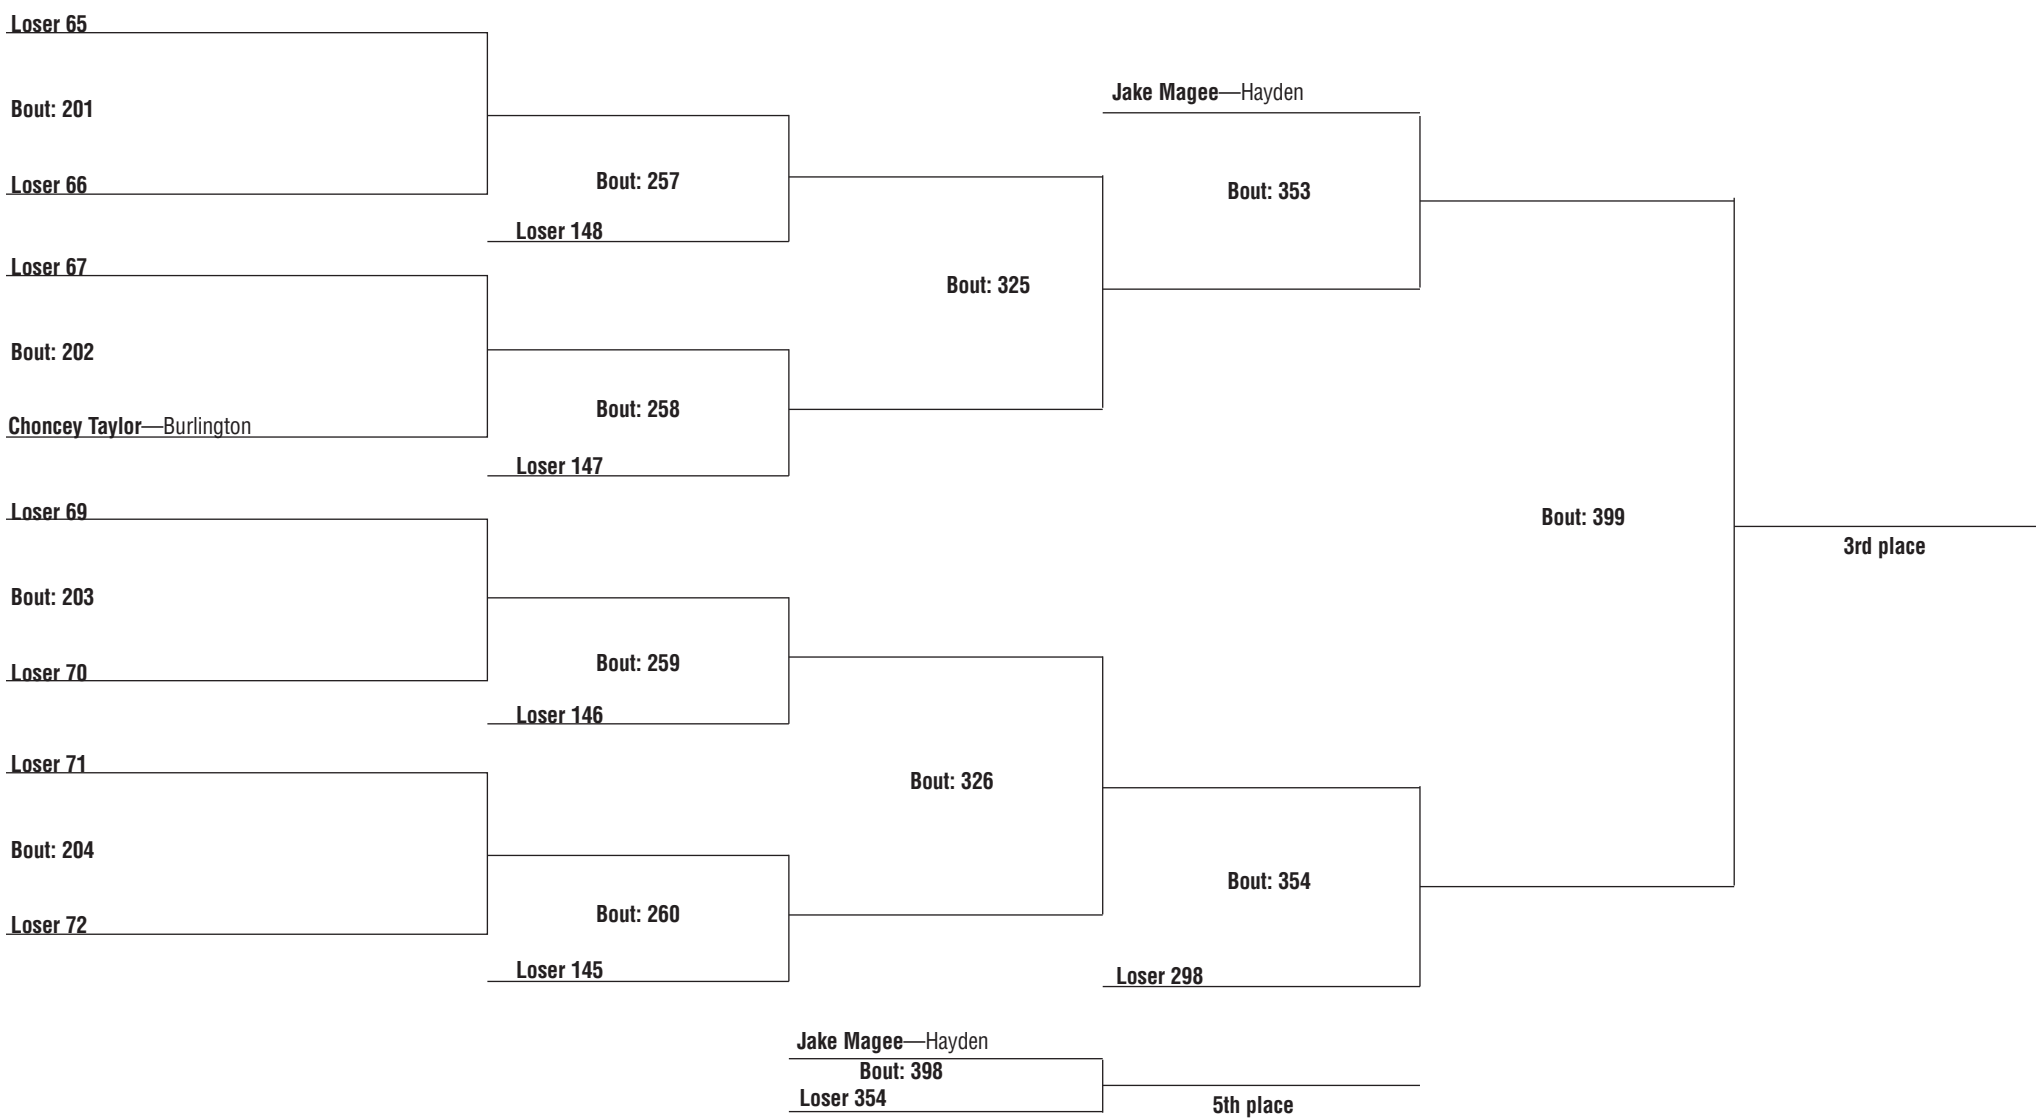 Loser 65
Bout: 201
Loser 66
Loser 67
Bout: 202
Choncey Taylor—Burlington
Loser 69
Bout: 203
Loser 70
Loser 71
Bout: 204
Loser 72
Bout: 257
Loser 148
Bout: 258
Loser 147
Bout: 259
Loser 146
Bout: 260
Loser 145
Bout: 325
Bout: 326
Jake Magee—Hayden
Bout: 353
Bout: 354
Loser 298
Bout: 399
3rd place
Jake Magee—Hayden
Bout: 398
Loser 354
5th place